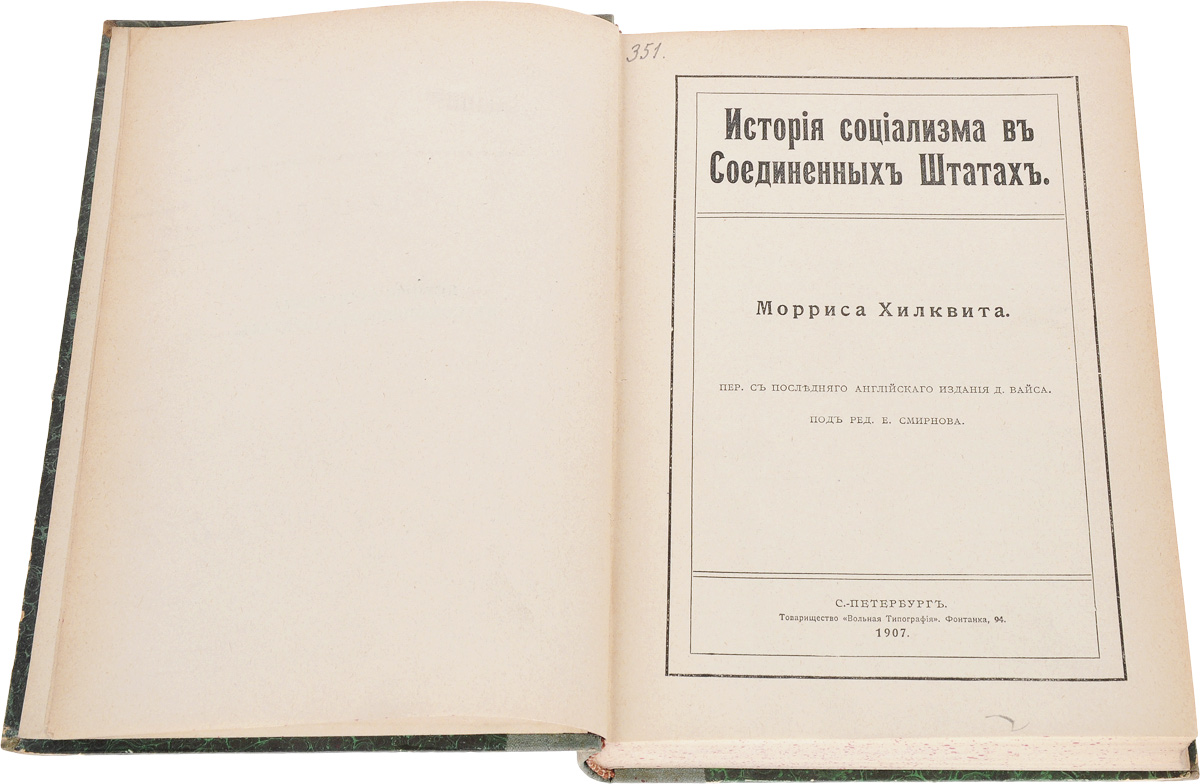 351.
Исторія соціализма въ
Соединенныхъ Штатахъ.
Морриса Хилквита.
ПЕР. СЪ ПОСЛѢДНЯГО АНГЛІЙСКАГО ИЗДАНІЯ Д. ВАЙСА.
ПОДЪ РЕД. Е. СМИРНОВА.
С.-ПЕТЕРБУРГЪ.
Товарищество «Вольная Типографія». Фонтанка, 94.
1907.